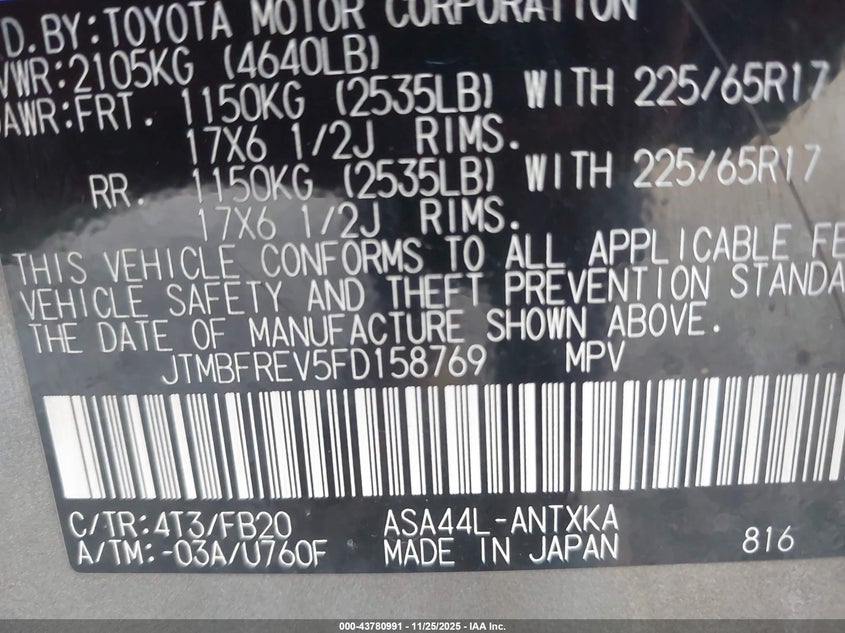 D. BY: TOYOTA MOTOR CORPORATION
VWR: 2105KG (4640LB)
AWR: FRT. 1150KG (2535LB) WITH 225/65R17
17X6 1/2J RIMS.
RR. 1150KG (2535LB) WITH 225/65R17
17X6 1/2J RIMS.
THIS VEHICLE CONFORMS TO ALL APPLICABLE FE
VEHICLE SAFETY AND THEFT PREVENTION STANDA
THE DATE OF MANUFACTURE SHOWN ABOVE.
JTMBFREV5FD158769 MPV
C/TR: 4T3/FB20 ASA44L-ANTXKA
A/TM: -03A/U760F MADE IN JAPAN 816
000-43780991 — 11/25/2025 — IAA Inc.